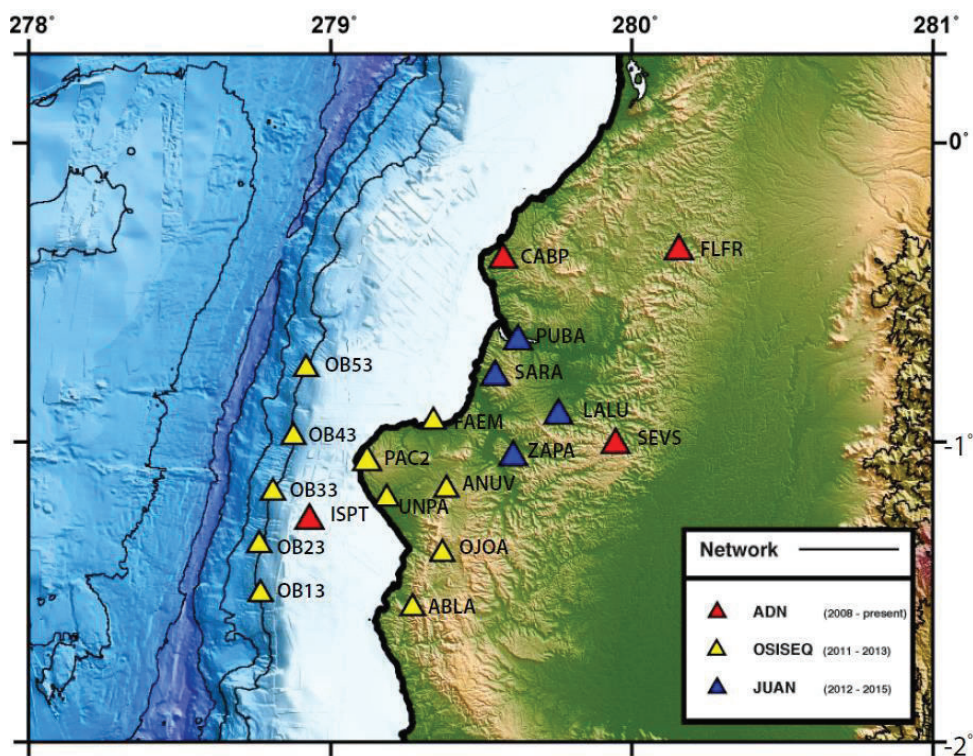 278° 279° 280° 281°
0°
CABP FLFR
PUBA
OB53 SARA
LALU
FAEM
OB43 SEVS
-1°
PAC2 ZAPA
OB33 ANUV
UNPA
ISPT
OB23 OJOA
OB13
ABLA
Network
ADN (2008 - present)
OSISEQ (2011 - 2013)
JUAN (2012 - 2015)
-2°